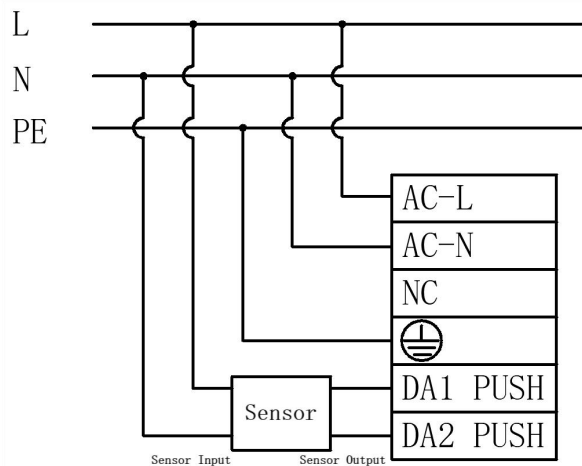 L
N
PE
AC-L
AC-N
NC
DA1 PUSH
Sensor
DA2 PUSH
Sensor Input
Sensor Output